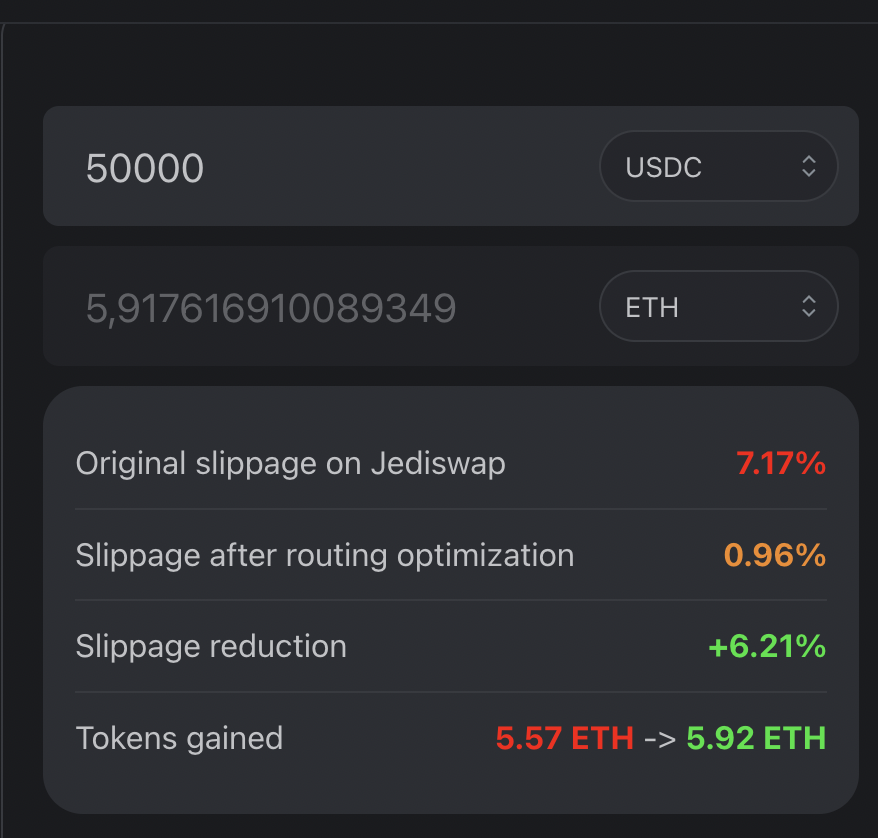 50000 USDC
5,917616910089349 ETH
Original slippage on Jediswap 7.17%
Slippage after routing optimization 0.96%
Slippage reduction +6.21%
Tokens gained 5.57 ETH -> 5.92 ETH